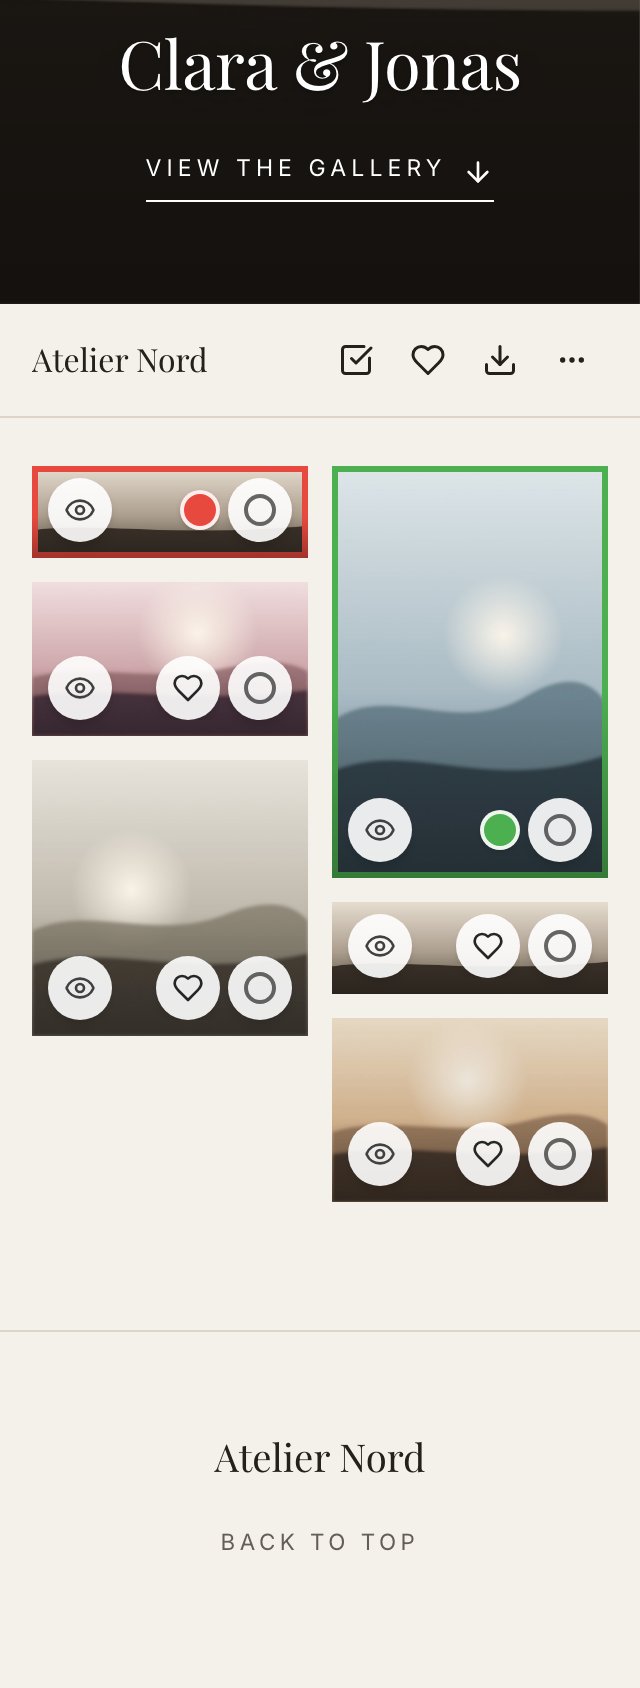 Clara & Jonas
VIEW THE GALLERY
Atelier Nord
Atelier Nord
BACK TO TOP